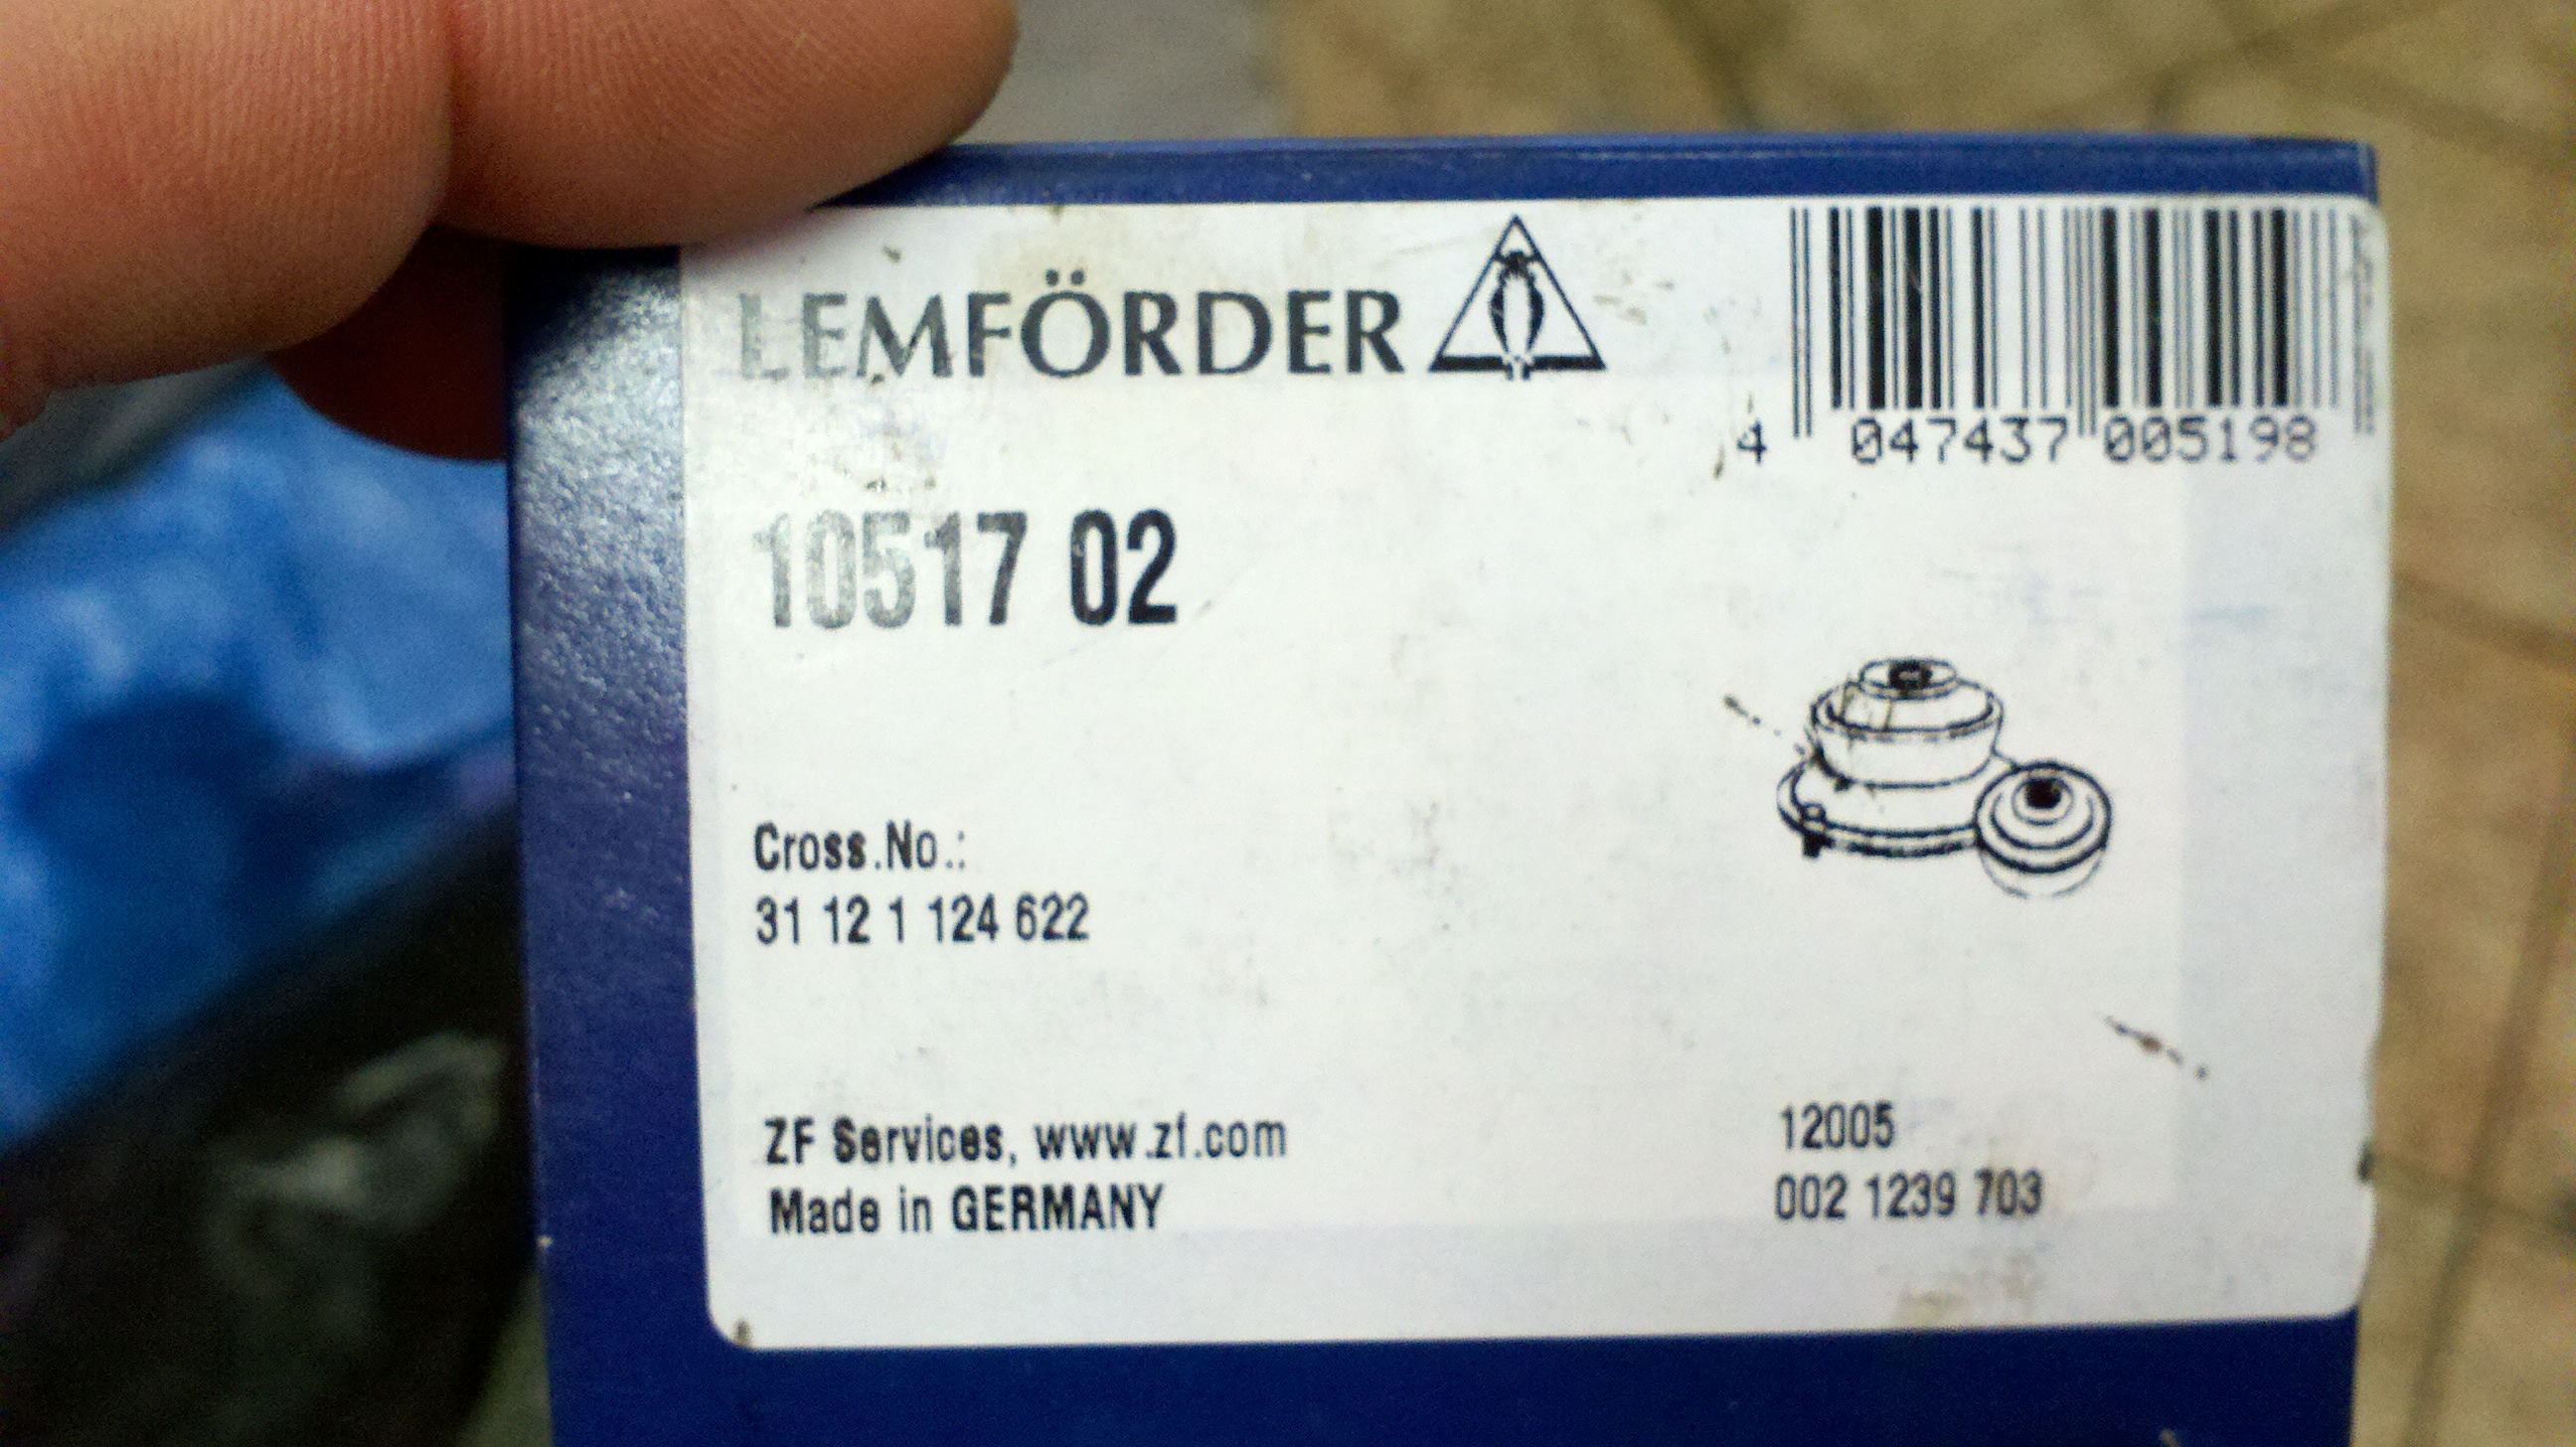 LEMFÖRDER
4 047437 005198
10517 02
Cross.No.:
31 12 1 124 622
ZF Services, www.zf.com
Made in GERMANY
12005
002 1239 703